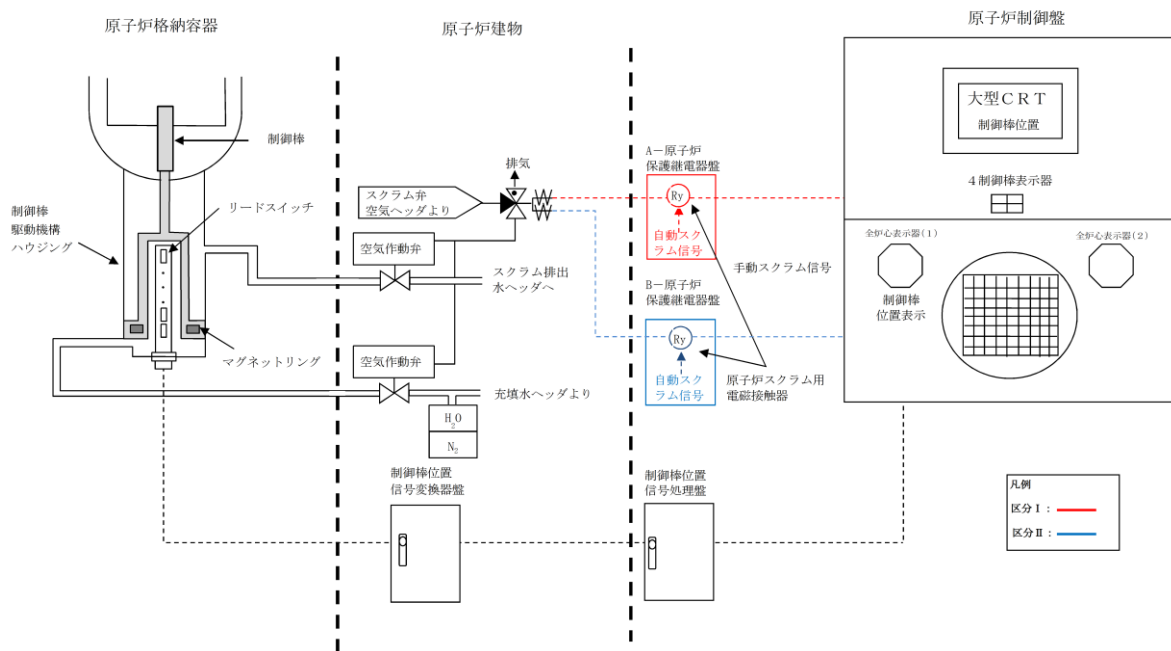 原子炉格納容器
原子炉建物
原子炉制御盤
制御棒
制御棒
駆動機構
ハウジング
リードスイッチ
マグネットリング
排気
スクラム弁
空気ヘッダより
空気作動弁
スクラム排出
水ヘッダへ
空気作動弁
充填水ヘッダより
H₂O
N₂
制御棒位置
信号変換器盤
A－原子炉
保護継電器盤
Ry
自動スク
ラム信号
手動スクラム信号
B－原子炉
保護継電器盤
Ry
自動スク
ラム信号
原子炉スクラム用
電磁接触器
制御棒位置
信号処理盤
大型ＣＲＴ
制御棒位置
４制御棒表示器
全炉心表示器(1)
全炉心表示器(2)
制御棒
位置表示
凡例
区分Ⅰ：
区分Ⅱ：